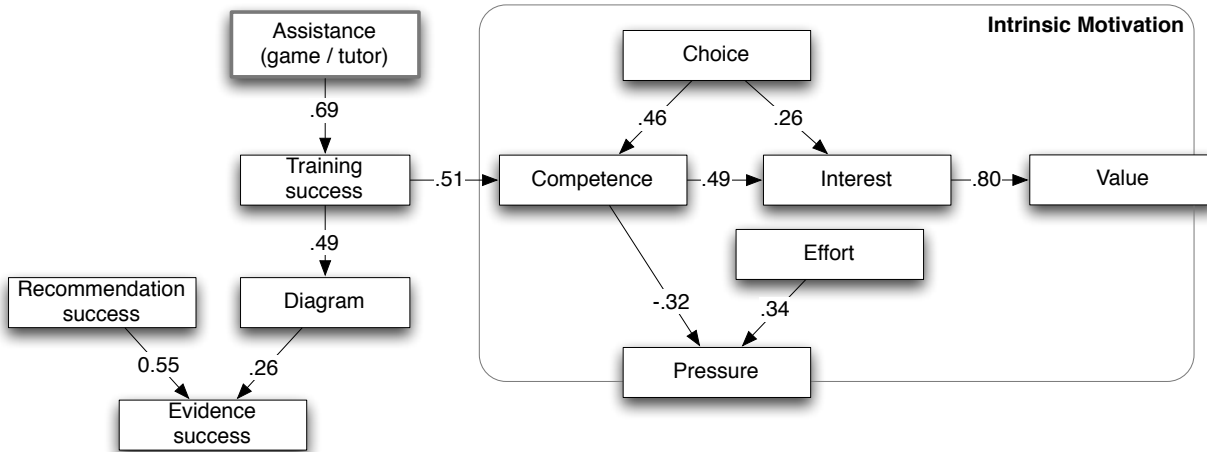 Assistance
(game / tutor)
Intrinsic Motivation
Choice
.69
.46
.26
Training
success
.51
Competence
.49
Interest
.80
Value
.49
Effort
Recommendation
success
Diagram
-.32
.34
0.55
.26
Pressure
Evidence
success